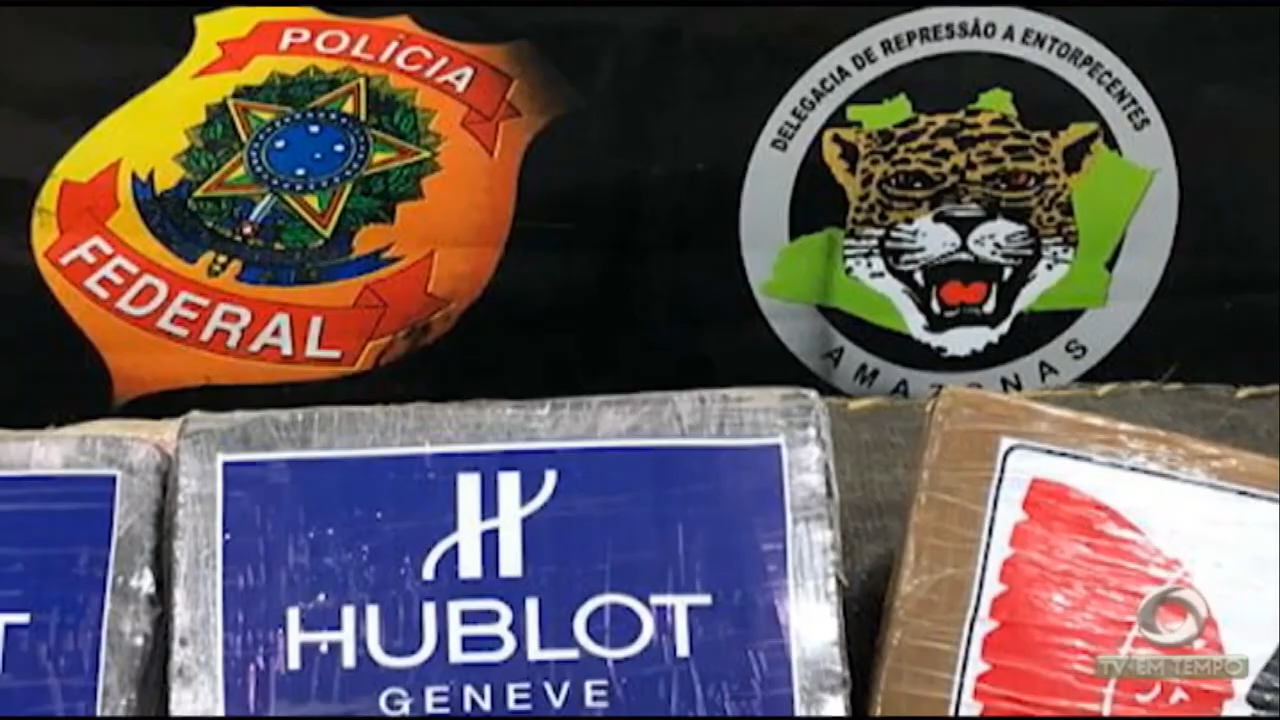 POLÍCIA
FEDERAL
DELEGACIA DE REPRESSÃO A ENTORPECENTES
AMAZONAS
HUBLOT
GENEVE
T
TV EM TEMPO